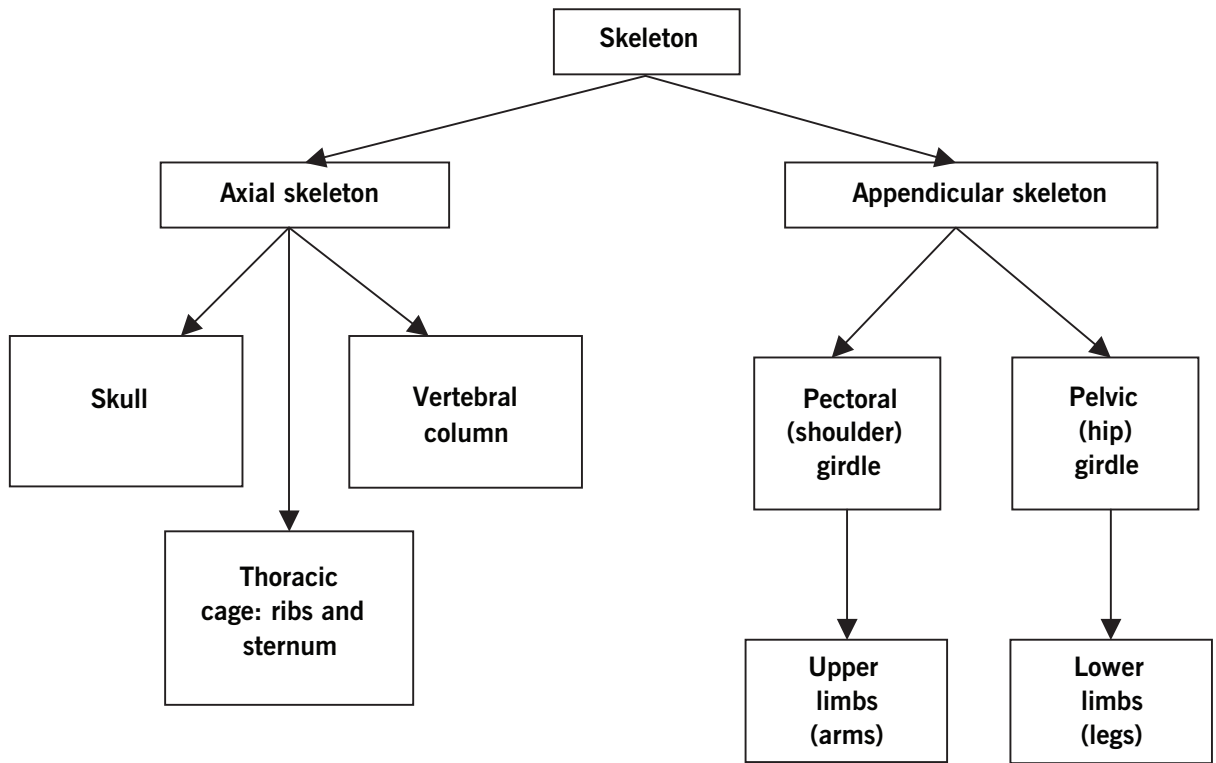 Skeleton
Axial skeleton
Appendicular skeleton
Skull
Vertebral
column
Thoracic
cage: ribs and
sternum
Pectoral
(shoulder)
girdle
Pelvic
(hip)
girdle
Upper
limbs
(arms)
Lower
limbs
(legs)